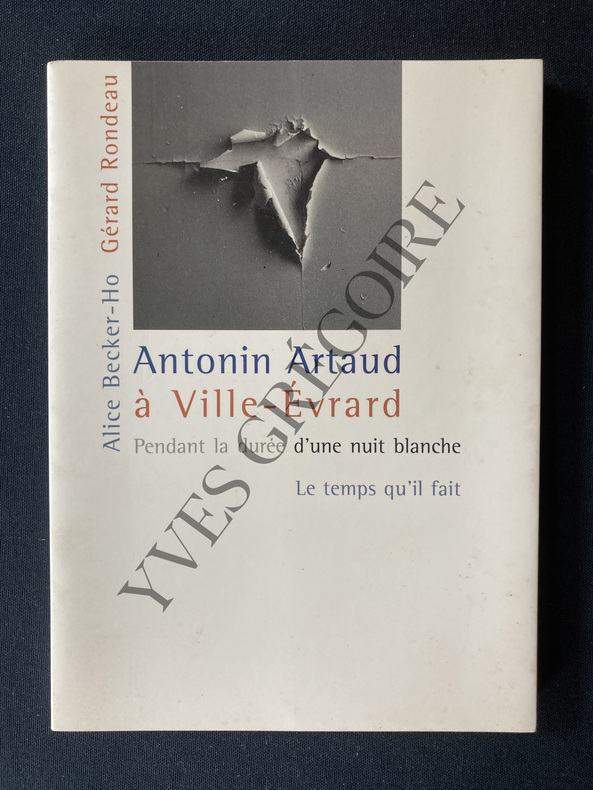 Alice Becker-Ho Gérard Rondeau
Antonin Artaud
à Ville-Évrard
Pendant la durée d'une nuit blanche
Le temps qu'il fait
YVES GRÉGOIRE